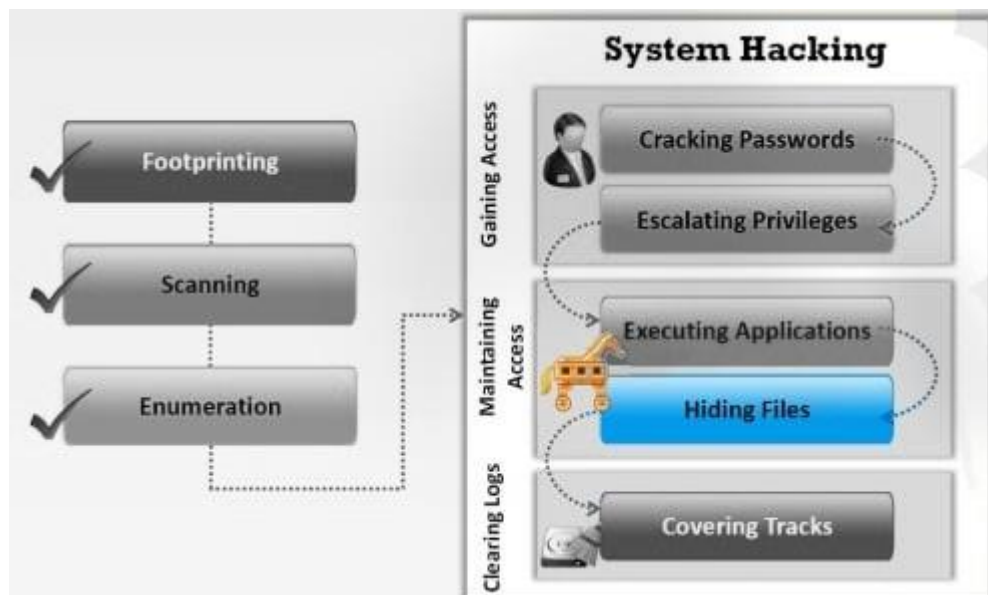 System Hacking
Footprinting
Scanning
Enumeration
Gaining Access
Cracking Passwords
Escalating Privileges
Maintaining
Access
Executing Applications
Hiding Files
Clearing Logs
Covering Tracks